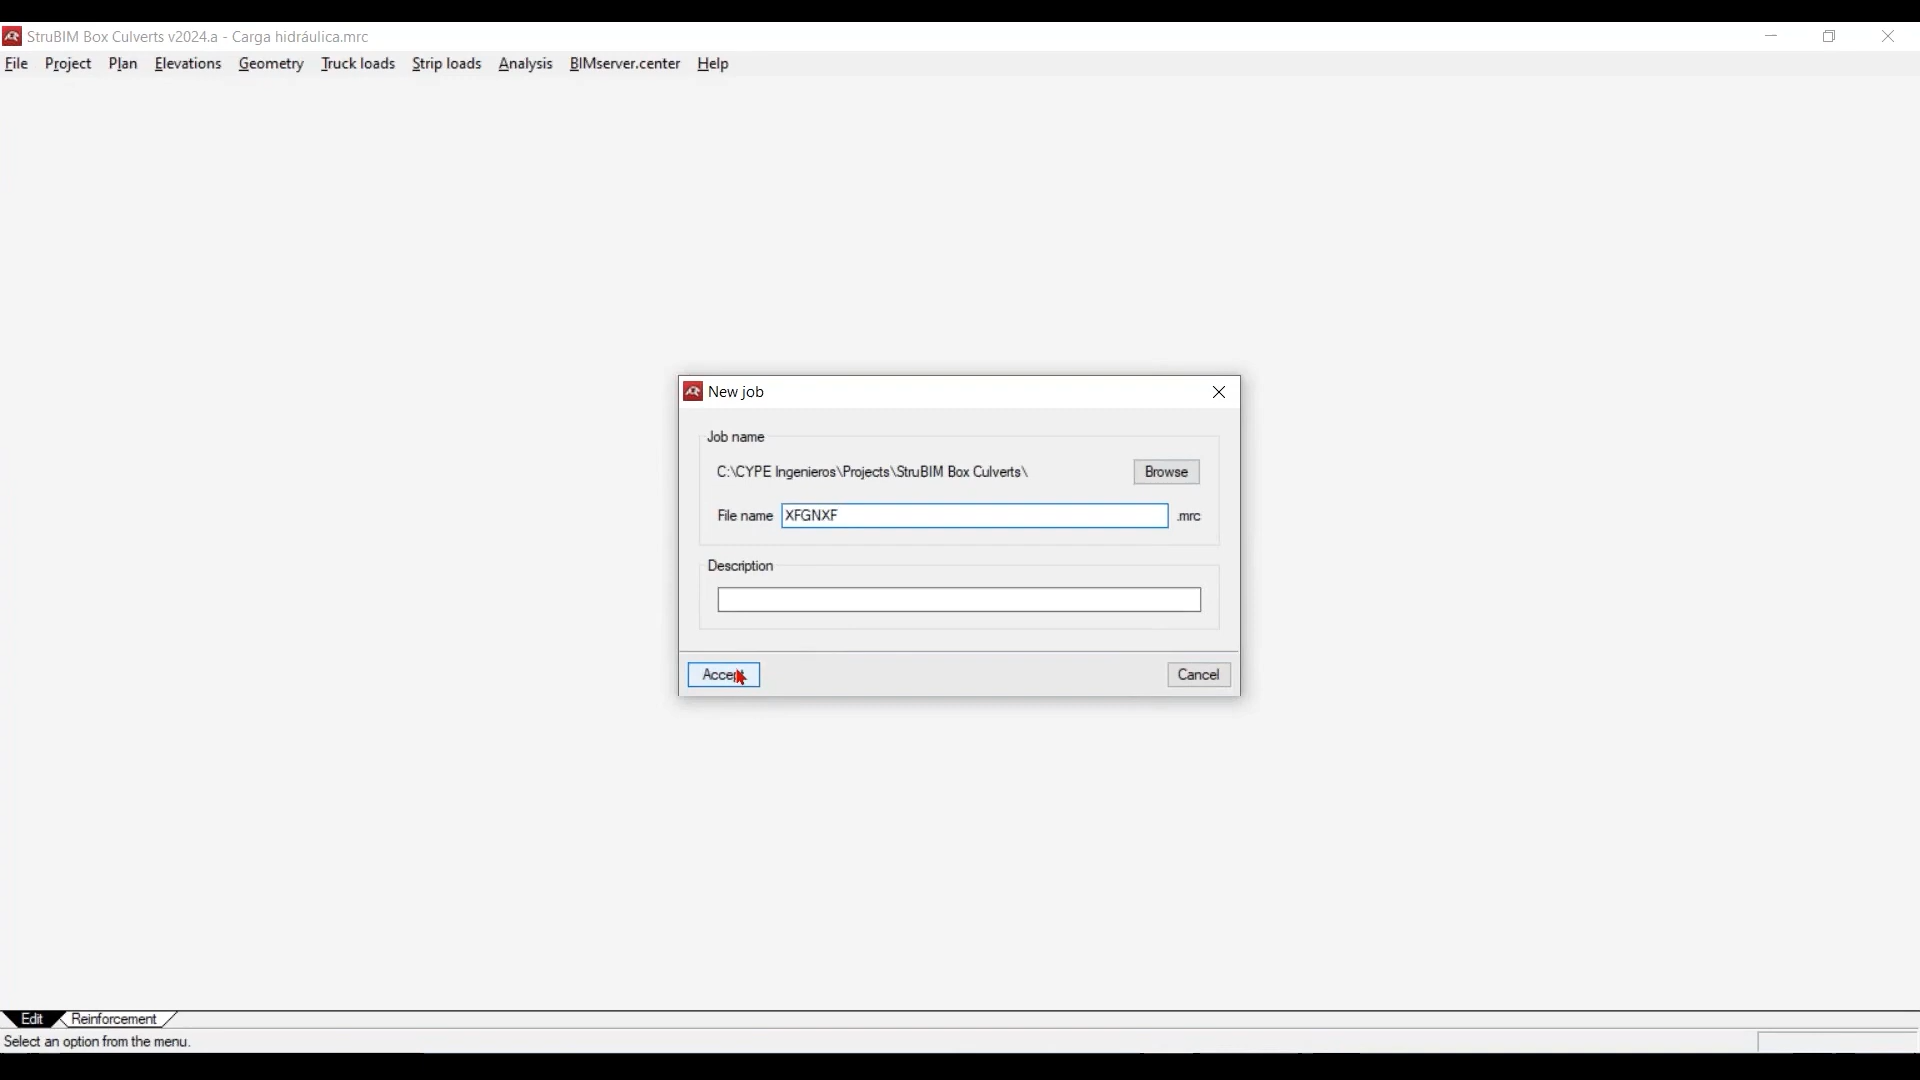 StruBIM Box Culverts v2024.a - Carga hidráulica.mrc
File Project Plan Elevations Geometry Truck loads Strip loads Analysis BIMserver.center Help
New job
Job name
C:\CYPE Ingenieros\Projects\StruBIM Box Culverts\ Browse
File name XFGNXF .mrc
Description
Accept Cancel
Edit Reinforcement
Select an option from the menu.